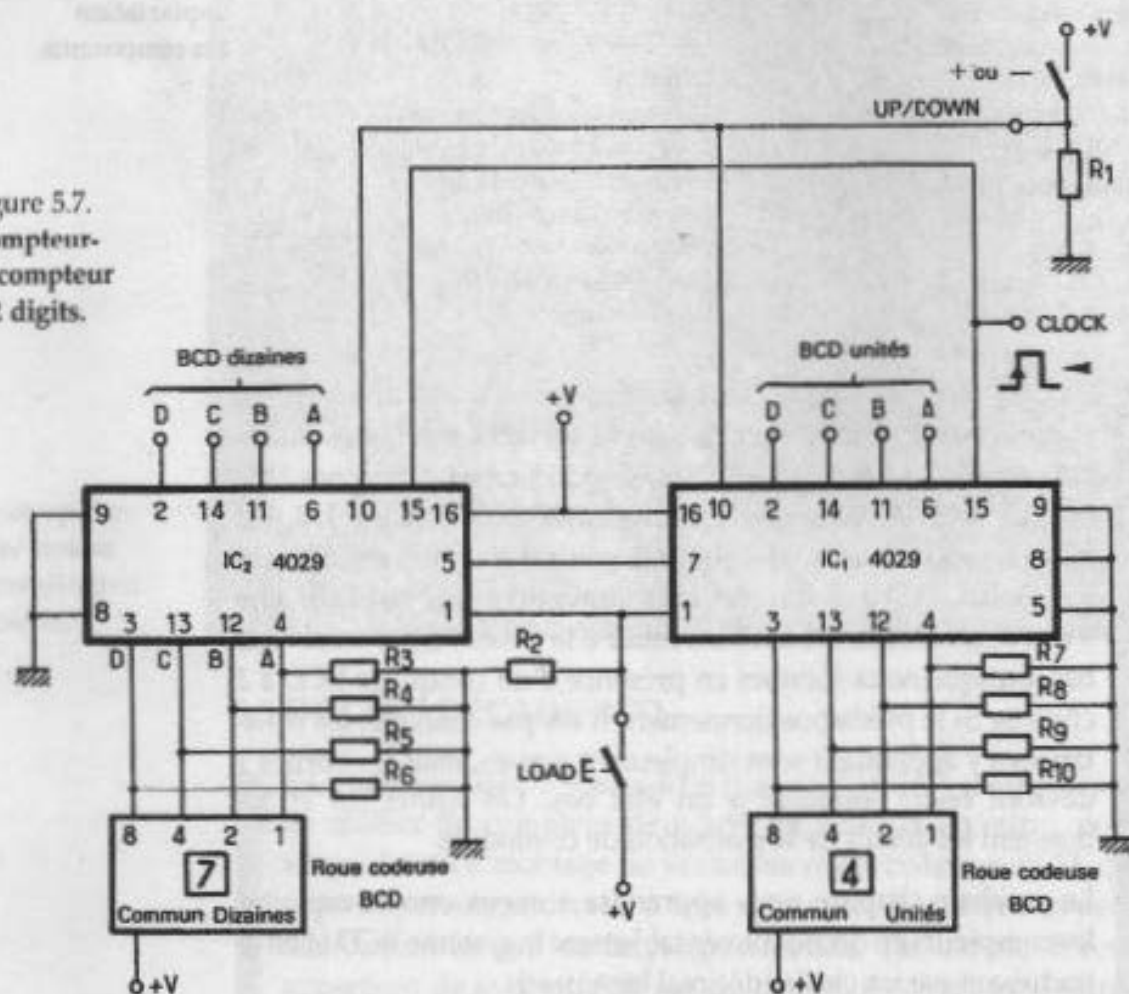 +V
+ ou −
UP/DOWN
R1
gure 5.7.
ompteur-
compteur
digits.
CLOCK
BCD dizaines
BCD unités
D C B A
+V
D C B A
9 2 14 11 6 10 15 16
16 10 2 14 11 6 15 9
IC2 4029
5
7
IC1 4029
8
8
1
1
5
3 13 12 4
3 13 12 4
D C B A
R2
R3
R4
R5
R6
R7
R8
R9
R10
LOAD
8 4 2 1
7
Commun Dizaines
Roue codeuse
BCD
+V
8 4 2 1
4
Commun Unités
Roue codeuse
BCD
+V
+V